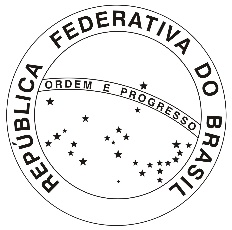 REPÚBLICA FEDERATIVA DO BRASIL
ORDEM E PROGRESSO